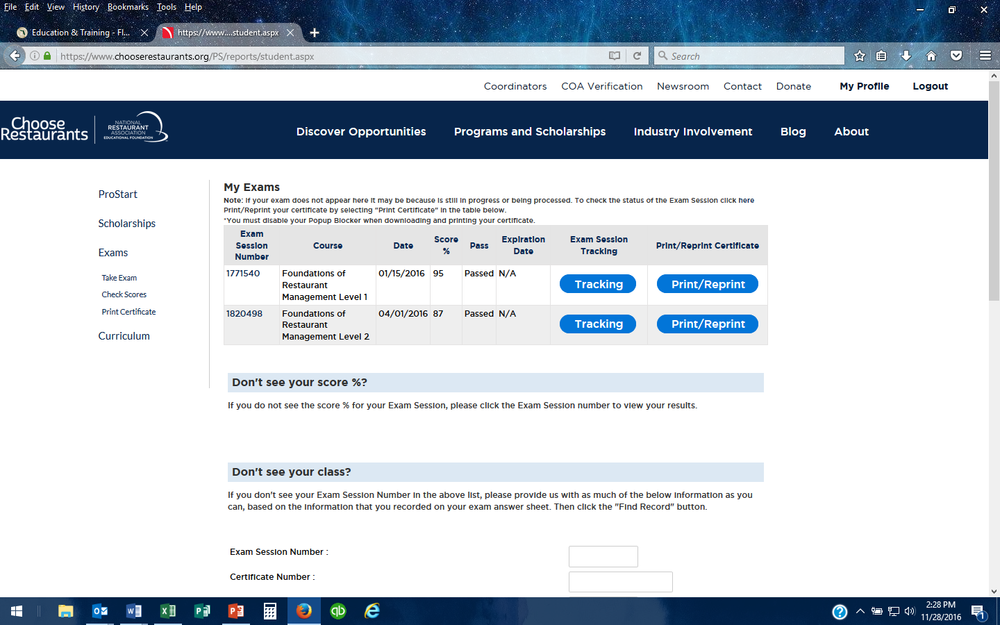 File Edit View History Bookmarks Tools Help
Education & Training - Fl...
https://www....student.aspx
https://www.chooserestaurants.org/PS/reports/student.aspx
Search
Coordinators COA Verification Newsroom Contact Donate My Profile Logout
Choose Restaurants
NATIONAL RESTAURANT ASSOCIATION EDUCATIONAL FOUNDATION
Discover Opportunities Programs and Scholarships Industry Involvement Blog About
ProStart
Scholarships
Exams
Take Exam
Check Scores
Print Certificate
Curriculum
My Exams
Note: If your exam does not appear here it may be because is still in progress or being processed. To check the status of the Exam Session click here
Print/Reprint your certificate by selecting "Print Certificate" in the table below.
*You must disable your Popup Blocker when downloading and printing your certificate.
Exam Session Number Course Date Score % Pass Expiration Date Exam Session Tracking Print/Reprint Certificate
1771540 Foundations of Restaurant Management Level 1 01/15/2016 95 Passed N/A Tracking Print/Reprint
1820498 Foundations of Restaurant Management Level 2 04/01/2016 87 Passed N/A Tracking Print/Reprint
Don't see your score %?
If you do not see the score % for your Exam Session, please click the Exam Session number to view your results.
Don't see your class?
If you don't see your Exam Session Number in the above list, please provide us with as much of the below information as you
can, based on the information that you recorded on your exam answer sheet. Then click the "Find Record" button.
Exam Session Number :
Certificate Number :
2:28 PM
11/28/2016
1